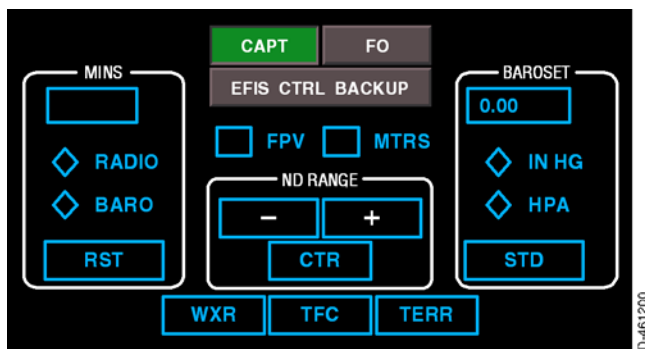 CAPT FO
EFIS CTRL BACKUP
MINS
BAROSET
0.00
FPV MTRS
RADIO
IN HG
ND RANGE
BARO
HPA
- +
RST
CTR
STD
WXR TFC TERR
D-461200